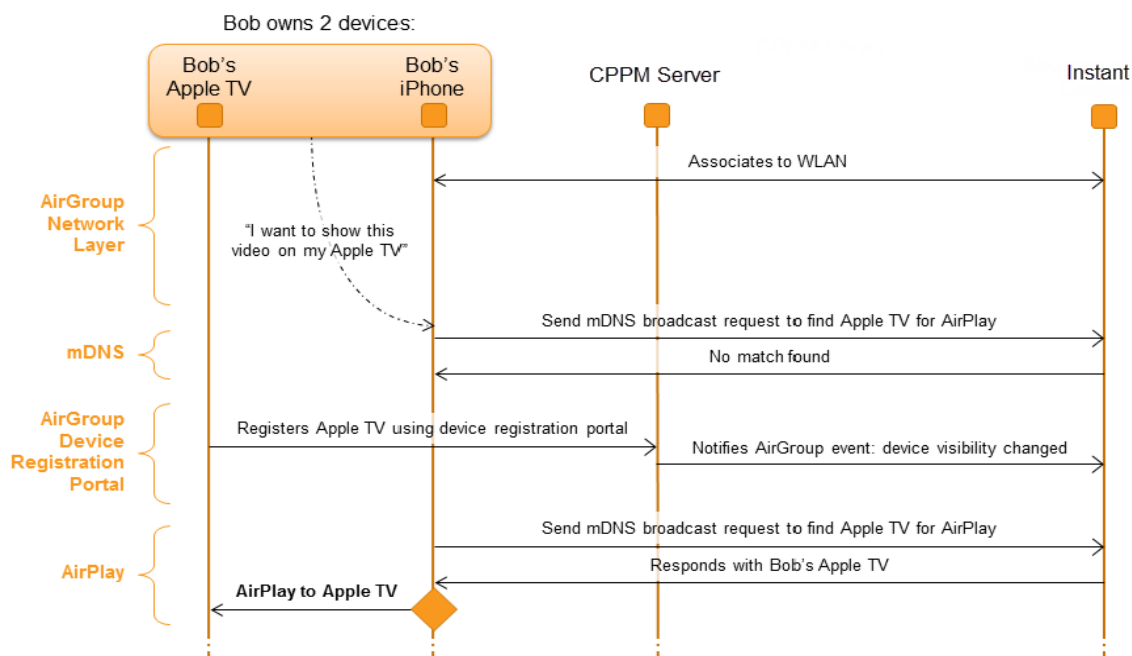 Bob owns 2 devices:
Bob's
Apple TV
Bob's
iPhone
CPPM Server
Instant
AirGroup
Network
Layer
Associates to WLAN
"I want to show this
video on my Apple TV!"
mDNS
Send mDNS broadcast request to find Apple TV for AirPlay
No match found
AirGroup
Device
Registration
Portal
Registers Apple TV using device registration portal
Notifies AirGroup event: device visibility changed
AirPlay
Send mDNS broadcast request to find Apple TV for AirPlay
Responds with Bob's Apple TV
AirPlay to Apple TV